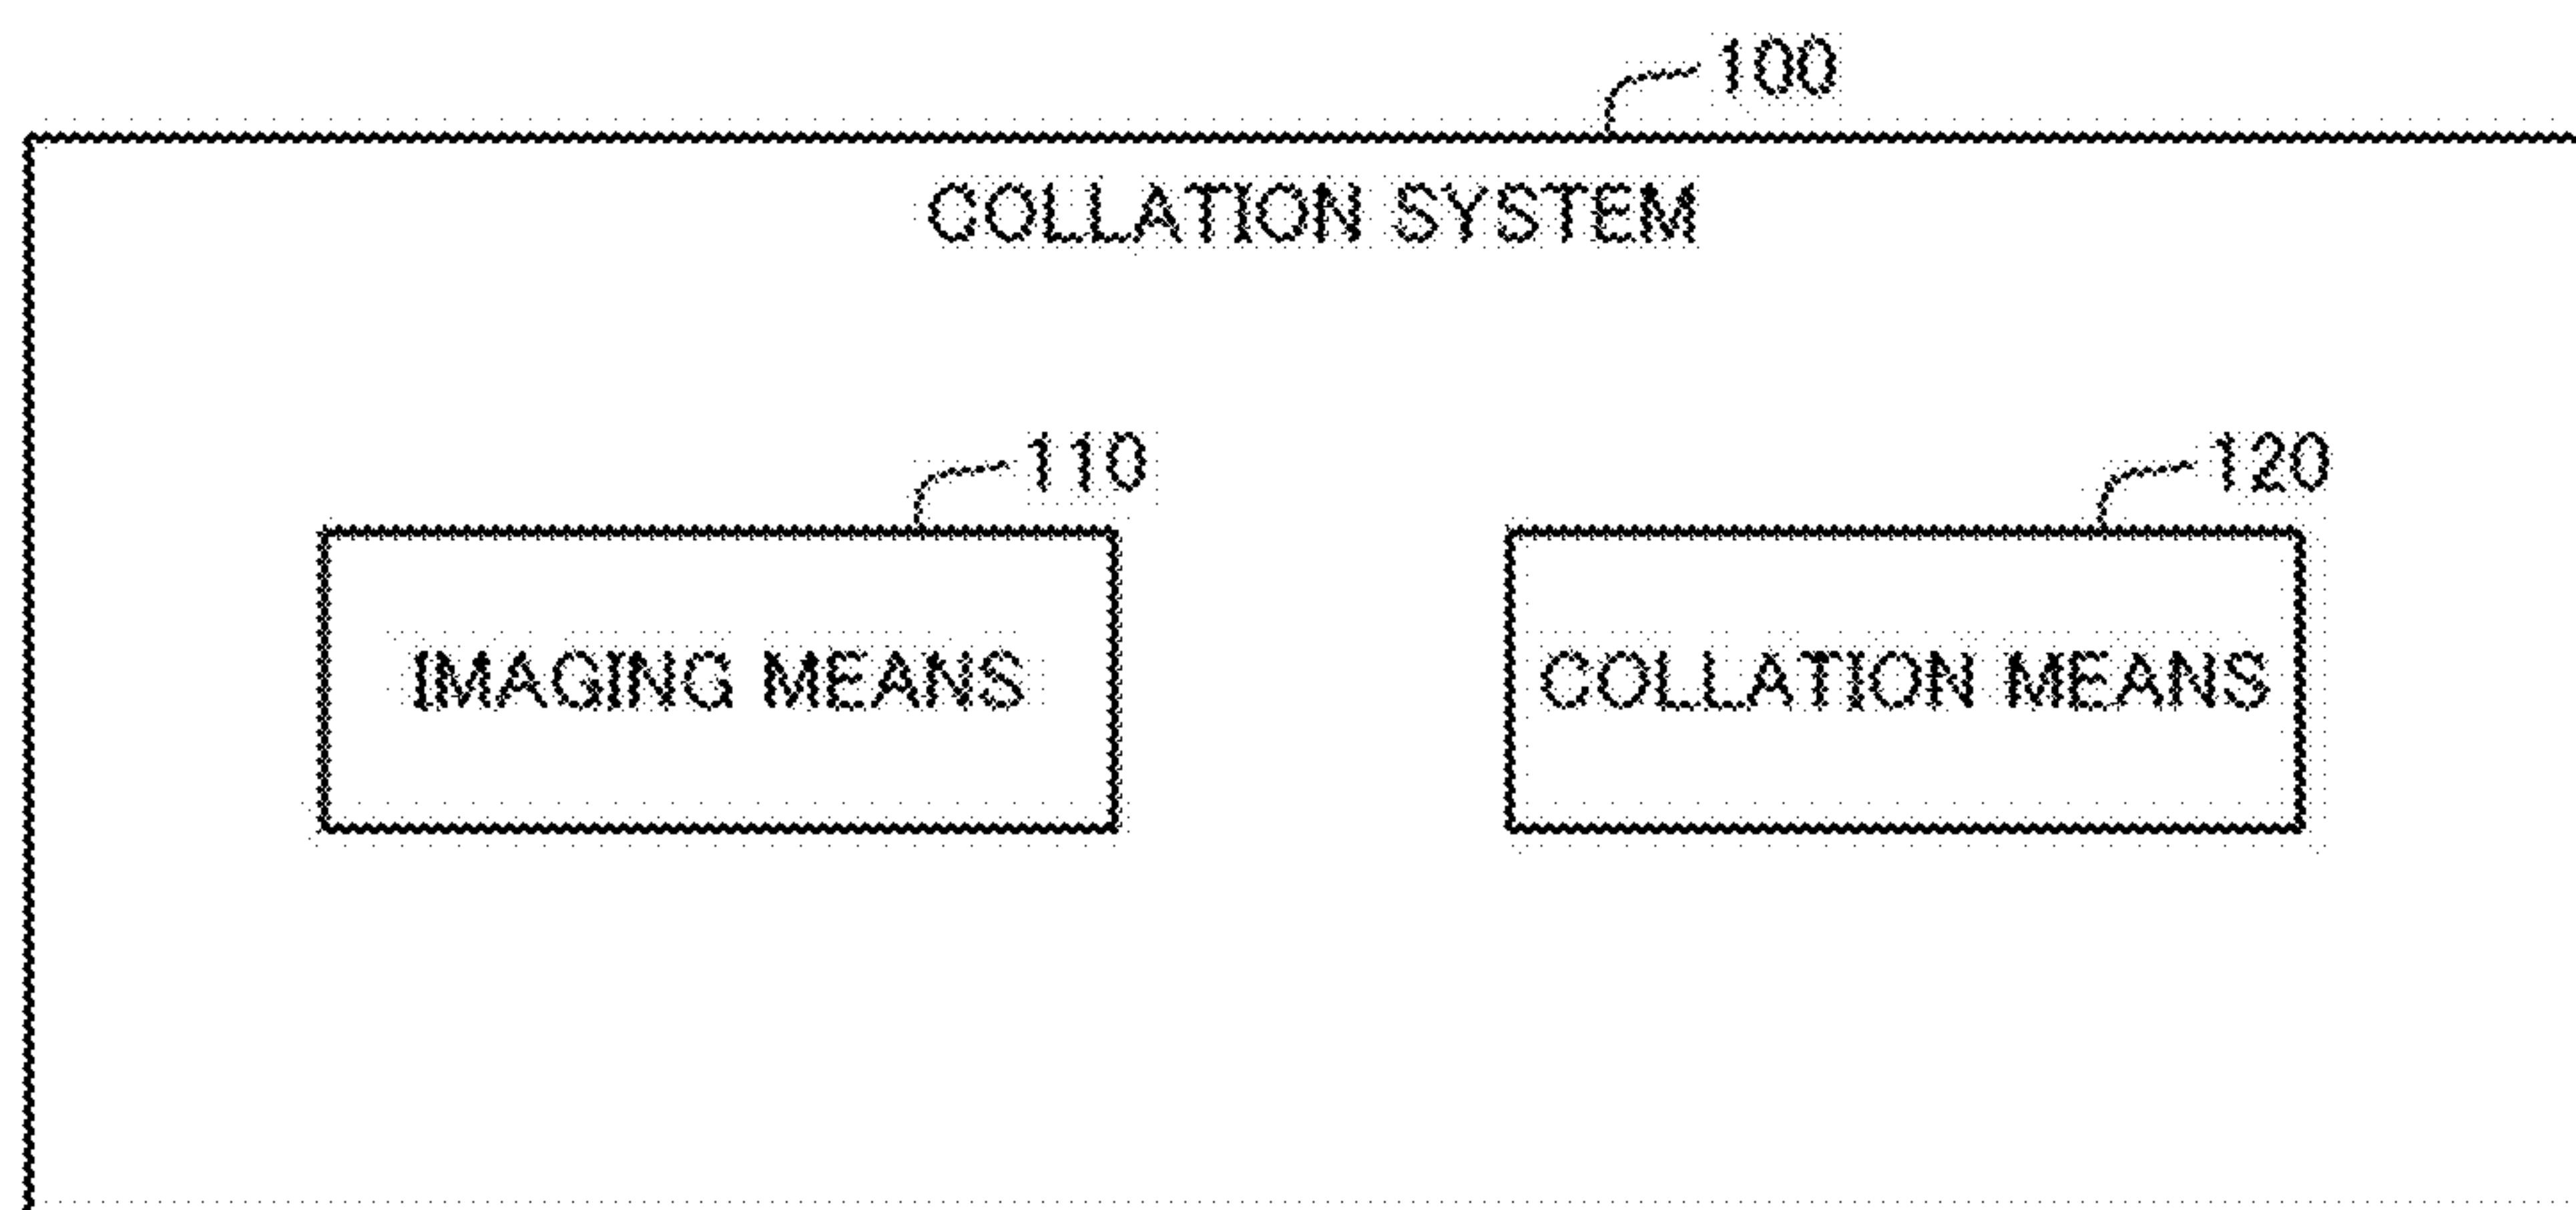 100
COLLATION SYSTEM
110
120
IMAGING MEANS
COLLATION MEANS